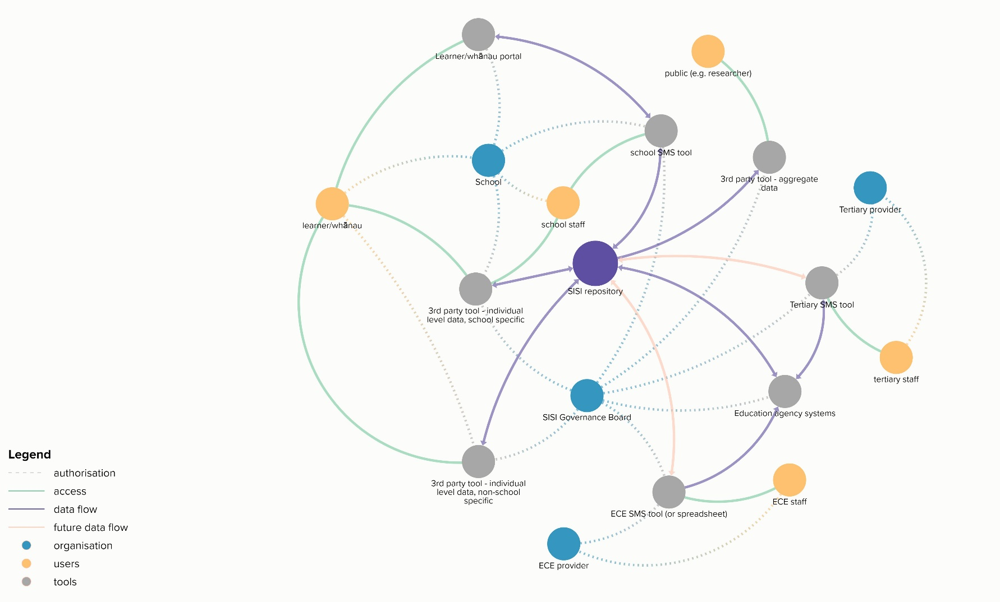 Learner/whānau portal
public (e.g. researcher)
school SMS tool
School
3rd party tool - aggregate
data
Tertiary provider
learner/whānau
school staff
SISI repository
Tertiary SMS tool
3rd party tool - individual
level data, school specific
tertiary staff
SISI Governance Board
Education agency systems
3rd party tool - individual
level data, non-school
specific
ECE staff
ECE SMS tool (or spreadsheet)
ECE provider
Legend
authorisation
access
data flow
future data flow
organisation
users
tools